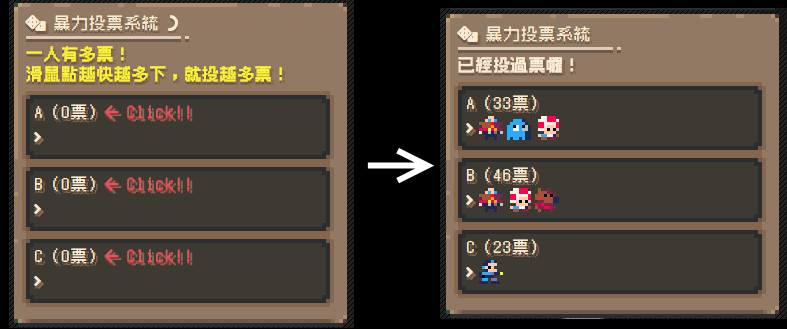 暴力投票系統
一人有多票！
滑鼠點越快越多下，就投越多票！
A (0票) ← Click!!
B (0票) ← Click!!
C (0票) ← Click!!
暴力投票系統
已經投過票囉！
A (33票)
B (46票)
C (23票)